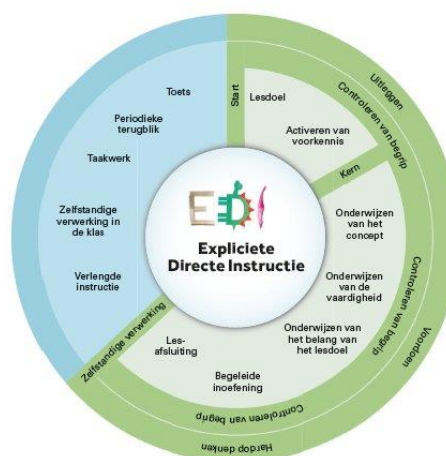 Start
Lesdoel
Activeren van
voorkennis
Uitleggen
Controleren van begrip
Kern
Onderwijzen
van het
concept
Onderwijzen
van de
vaardigheid
Onderwijzen van
het belang van
het lesdoel
Controleren van begrip
Voordoen
Begeleide
inoefening
Les-
afsluiting
Controleren van begrip
Hardop denken
Zelfstandige verwerking
Verlengde
instructie
Zelfstandige
verwerking in
de klas
Taakwerk
Periodieke
terugblik
Toets
EDI
Expliciete
Directe Instructie